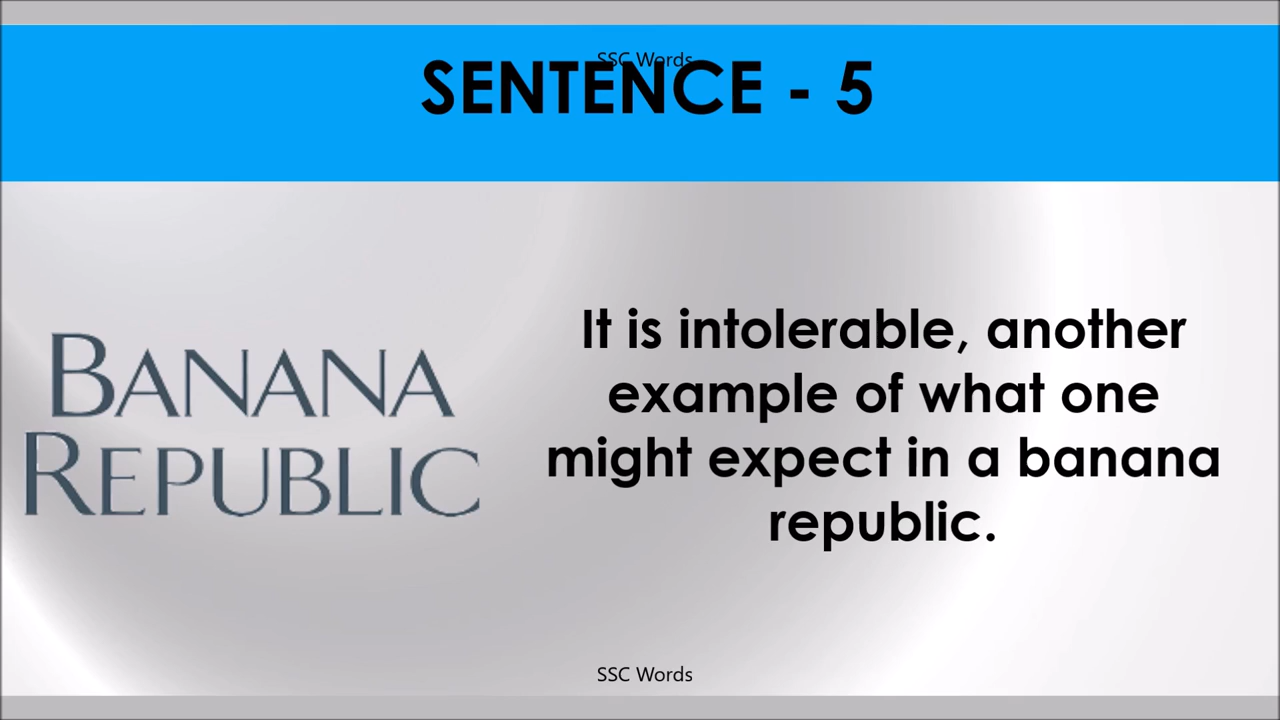 SSC Words
SENTENCE - 5
BANANA
REPUBLIC
It is intolerable, another
example of what one
might expect in a banana
republic.
SSC Words